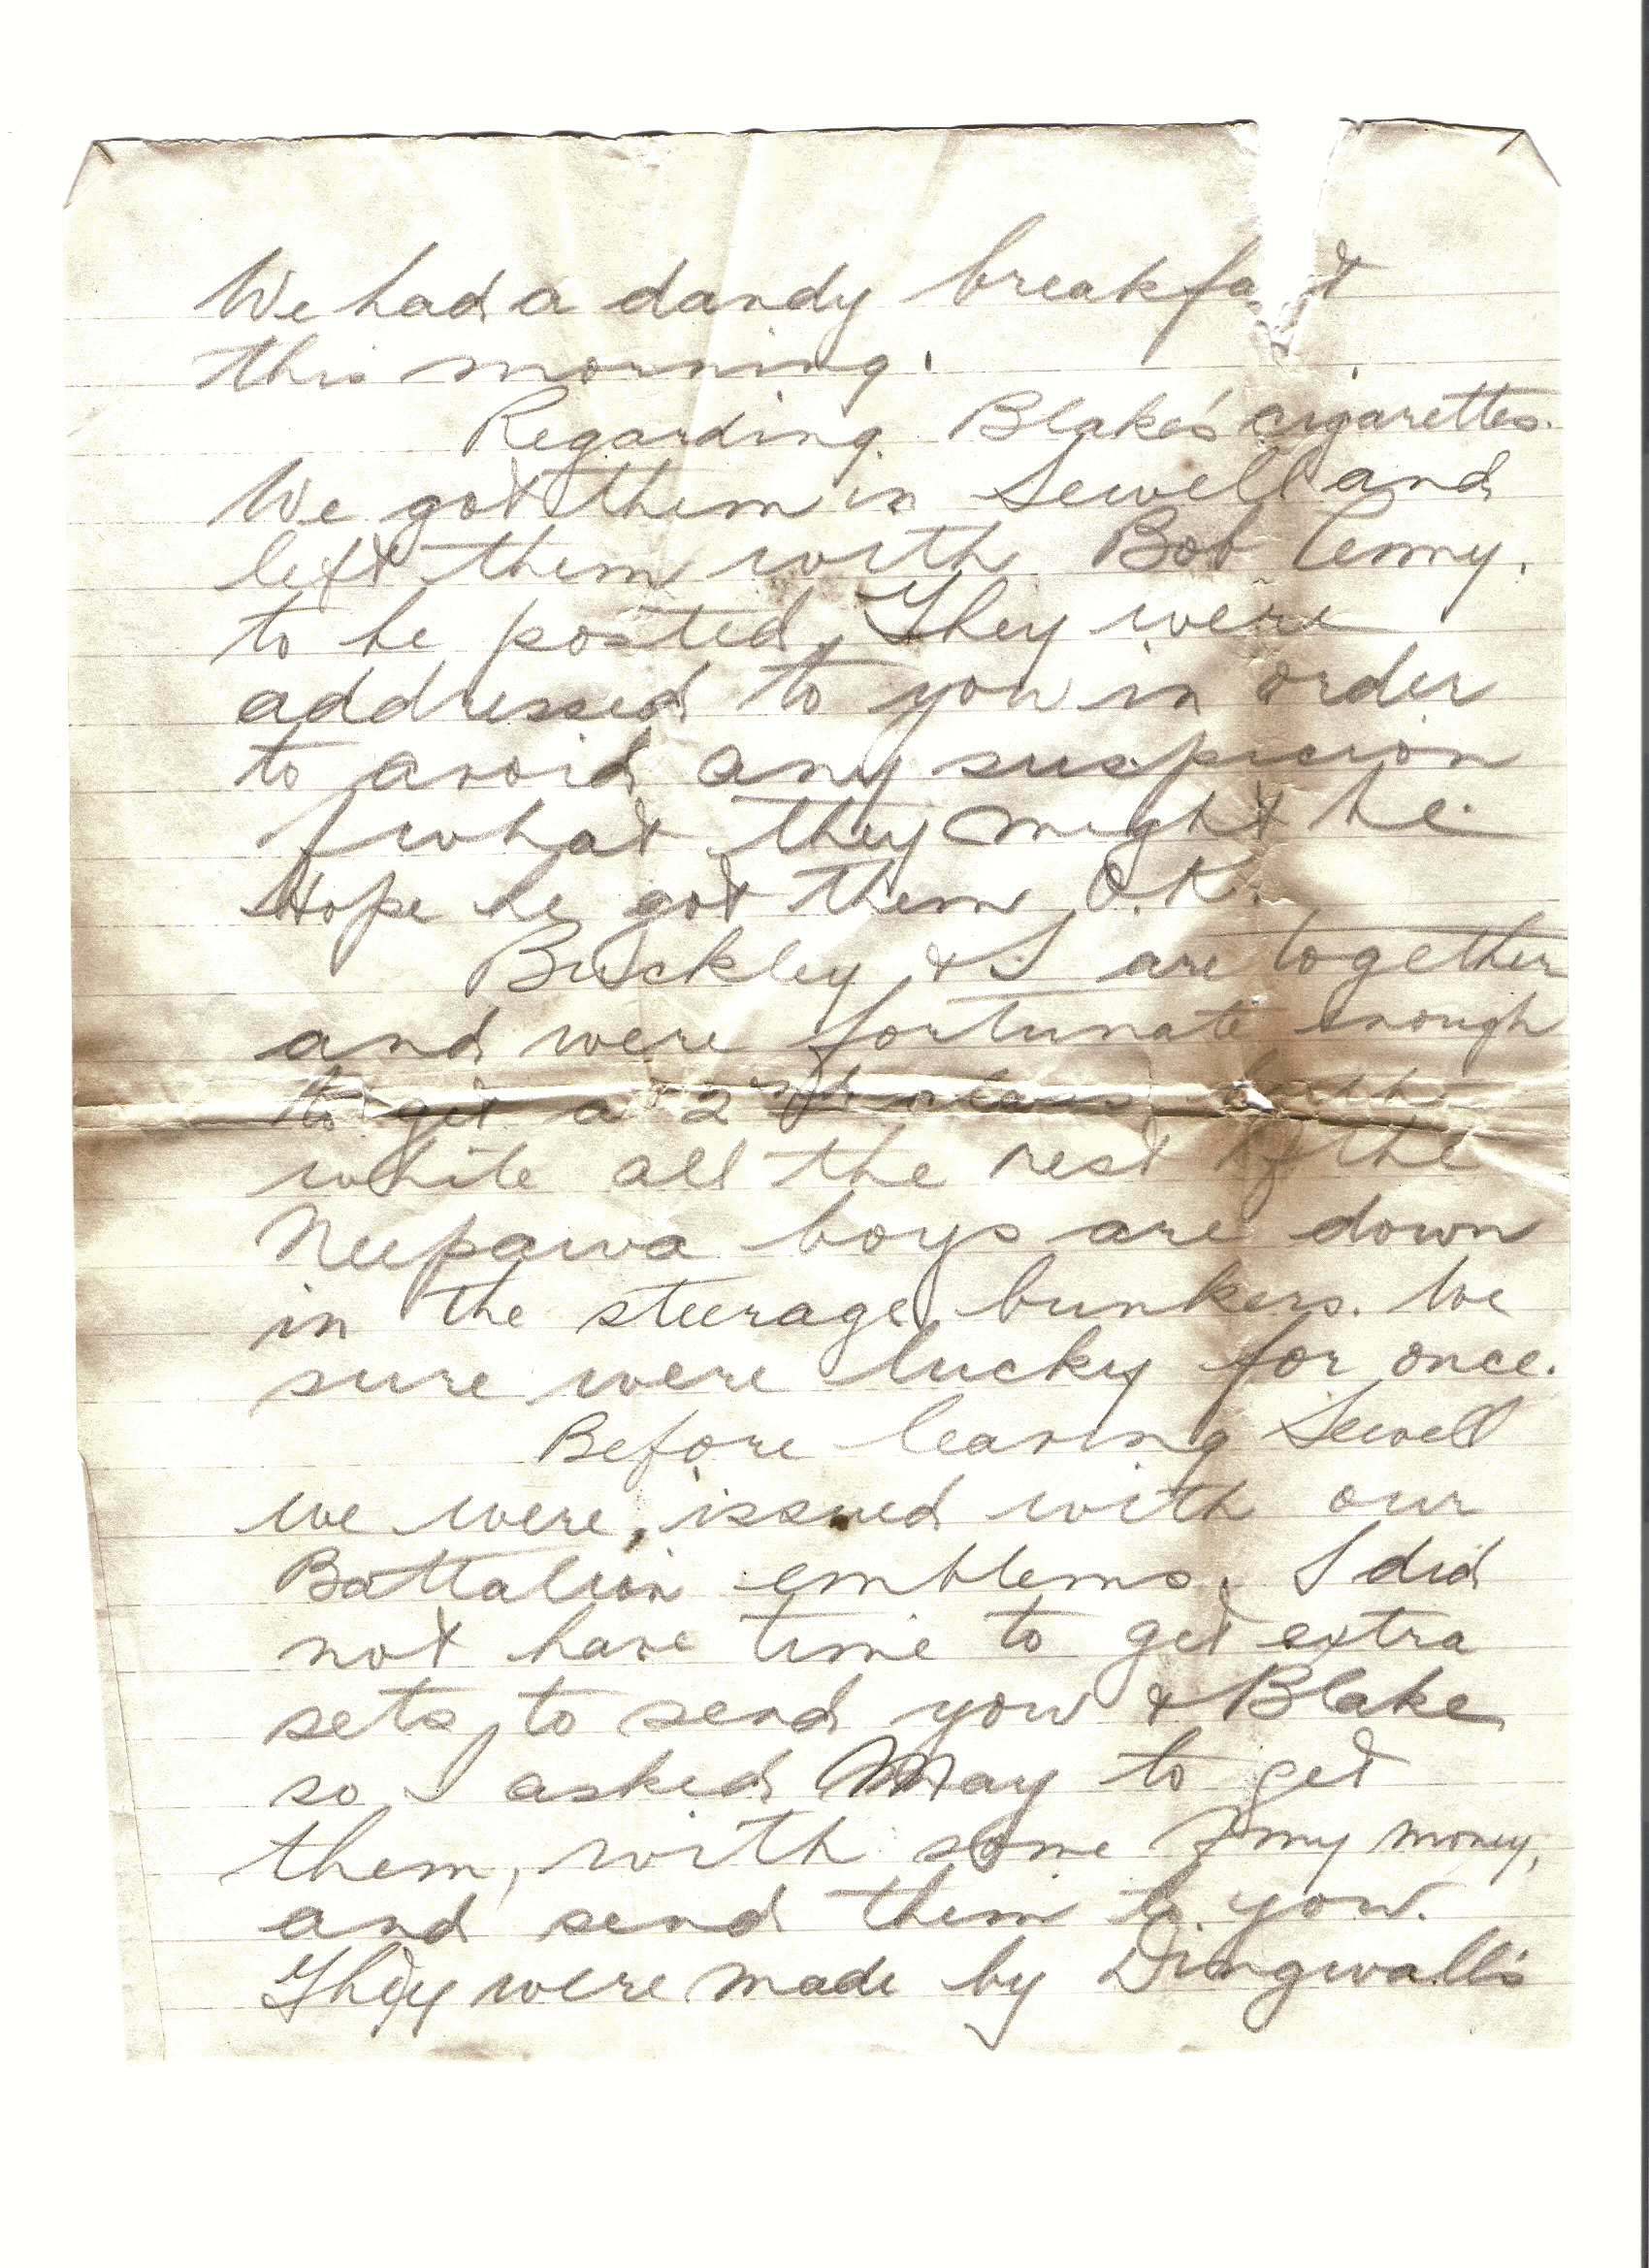 We had a dandy breakfast
this morning.
Regarding Blake's cigarettes.
We got them in Sewell and
left them with Bob
to be posted. They were
addressed to you in order
to avoid any suspicion
of what they might be.
Hope he got them O.K.
Buckley & I are together
and were fortunate enough
to get a 2nd class berth
while all the rest of the
Neepawa boys are down
in the steerage bunkers. We
sure were lucky for once.
Before leaving Sewell
we were issued with our
Battalion emblems. I did
not have time to get extra
sets, to send you & Blake
so I asked May to get
them, with some of my money,
and send them to you.
They were made by Dingwall's